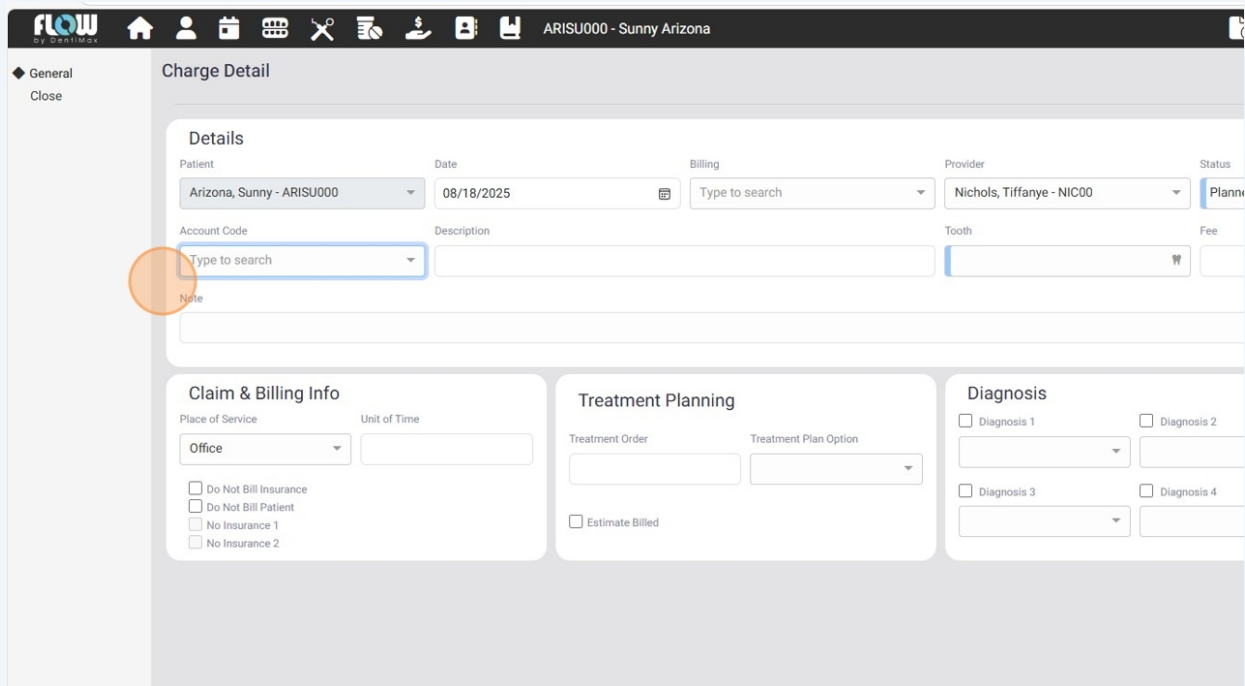 FLOW
by DentiMax
ARISU000 - Sunny Arizona
General
Close
Charge Detail
Details
Patient
Date
Billing
Provider
Status
Arizona, Sunny - ARISU000
08/18/2025
Type to search
Nichols, Tiffanye - NIC00
Planne
Account Code
Description
Tooth
Fee
Type to search
Note
Claim & Billing Info
Place of Service
Unit of Time
Office
Do Not Bill Insurance
Do Not Bill Patient
No Insurance 1
No Insurance 2
Treatment Planning
Treatment Order
Treatment Plan Option
Estimate Billed
Diagnosis
Diagnosis 1
Diagnosis 2
Diagnosis 3
Diagnosis 4